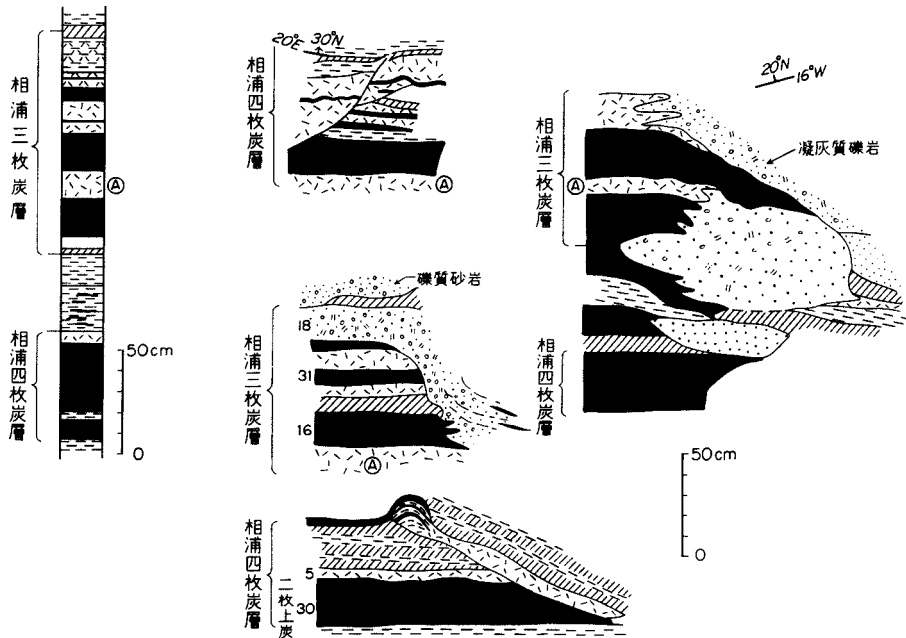 相浦三枚炭層
Ⓐ
相浦四枚炭層
50cm
0
20°E 30°N
相浦四枚炭層
Ⓐ
礫質砂岩
相浦三枚炭層
18
31
16
Ⓐ
相浦四枚炭層
二枚上炭
5
30
20°N
16°W
相浦三枚炭層
Ⓐ
凝灰質礫岩
相浦四枚炭層
50cm
0